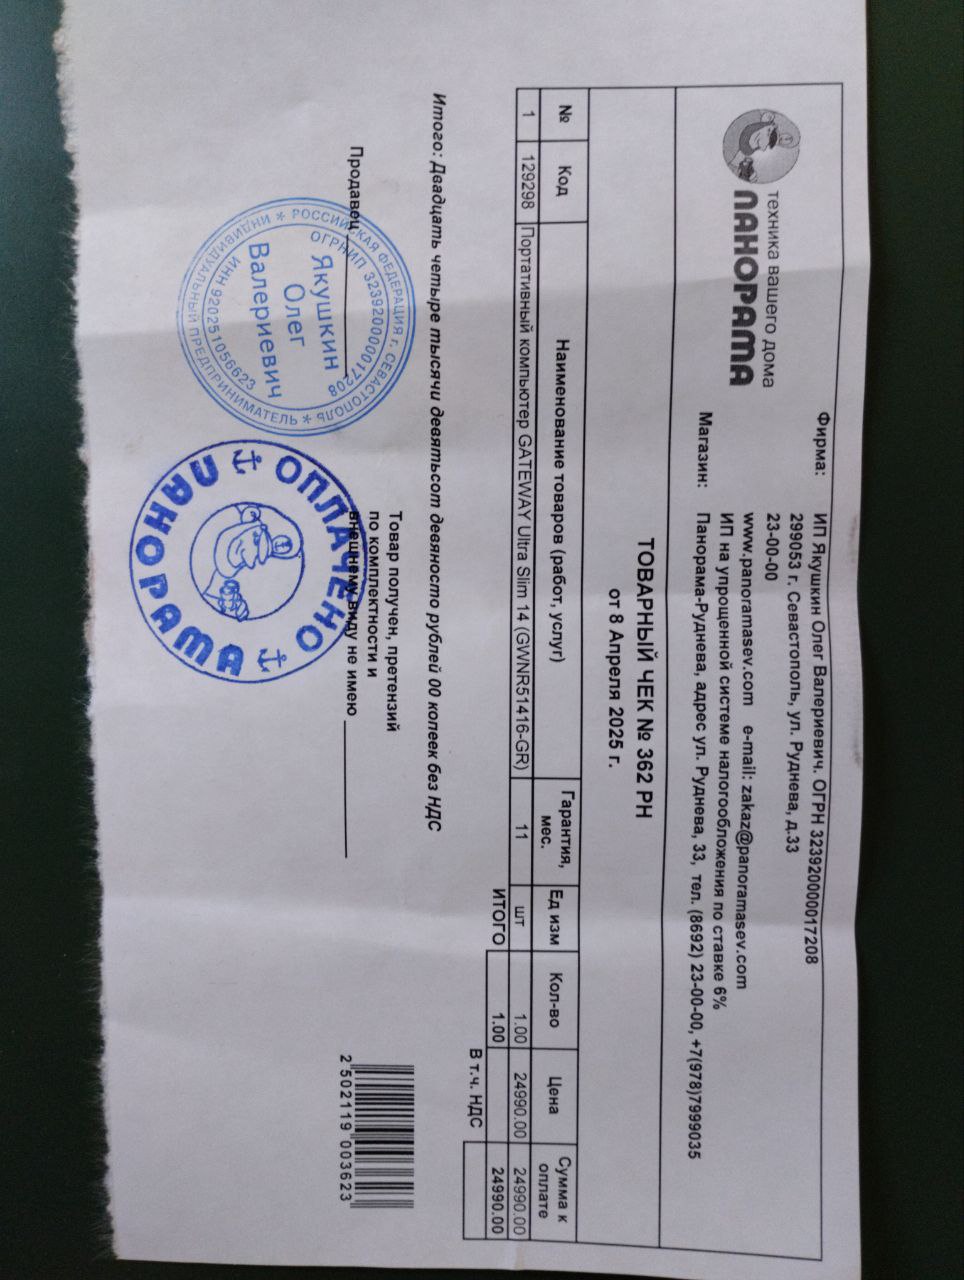 техника вашего дома
ПАНОРАМА
Фирма: ИП Якушкин Олег Валериевич. ОГРН 323920000017208
299053 г. Севастополь, ул. Руднева, д.33
23-00-00
www.panoramasev.com e-mail: zakaz@panoramasev.com
ИП на упрощенной системе налогообложения по ставке 6%
Магазин: Панорама-Руднева, адрес ул. Руднева, 33, тел. (8692) 23-00-00, +7(978)7999035
ТОВАРНЫЙ ЧЕК № 362 РН
от 8 Апреля 2025 г.
№ Код Наименование товаров (работ, услуг) Гарантия, мес. Ед изм Кол-во Цена Сумма к оплате
1 129298 Портативный компьютер GATEWAY Ultra Slim 14 (GWNR51416-GR) 11 шт 1.00 24990.00 24990.00
ИТОГО 1.00 24990.00
В т.ч. НДС
Итого: Двадцать четыре тысячи девятьсот девяносто рублей 00 копеек без НДС
Продавец
Товар получен, претензий
по комплектности и
внешнему виду не имею
РОССИЙСКАЯ ФЕДЕРАЦИЯ г. СЕВАСТОПОЛЬ * ИНДИВИДУАЛЬНЫЙ ПРЕДПРИНИМАТЕЛЬ *
ОГРНИП 323920000017208
ИНН 920251056623
Якушкин
Олег
Валериевич
ОПЛАЧЕНО
ПАНОРАМА
2 502119 003623